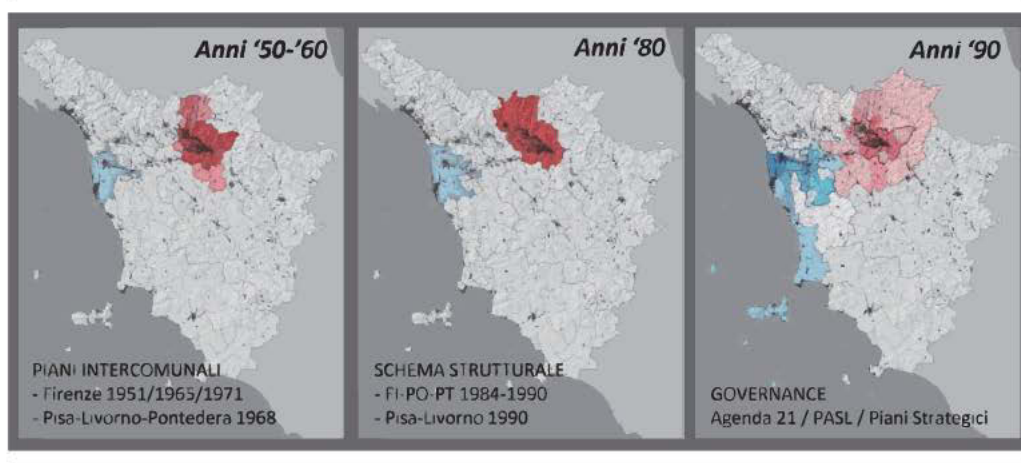 Anni '50-'60
PIANI INTERCOMUNALI
- Firenze 1951/1965/1971
- Pisa-Livorno-Pontedera 1968
Anni '80
SCHEMA STRUTTURALE
- FI-PO-PT 1984-1990
- Pisa-Livorno 1990
Anni '90
GOVERNANCE
Agenda 21 / PASL / Piani Strategici